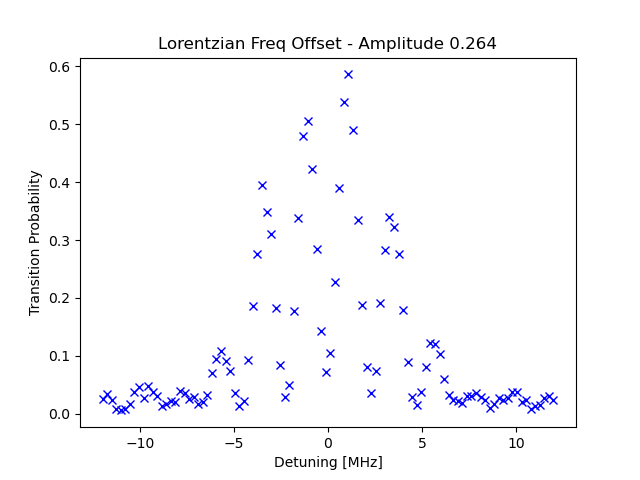 Lorentzian Freq Offset - Amplitude 0.264
Transition Probability
0.6
0.5
0.4
0.3
0.2
0.1
0.0
−10 −5 0 5 10
Detuning [MHz]